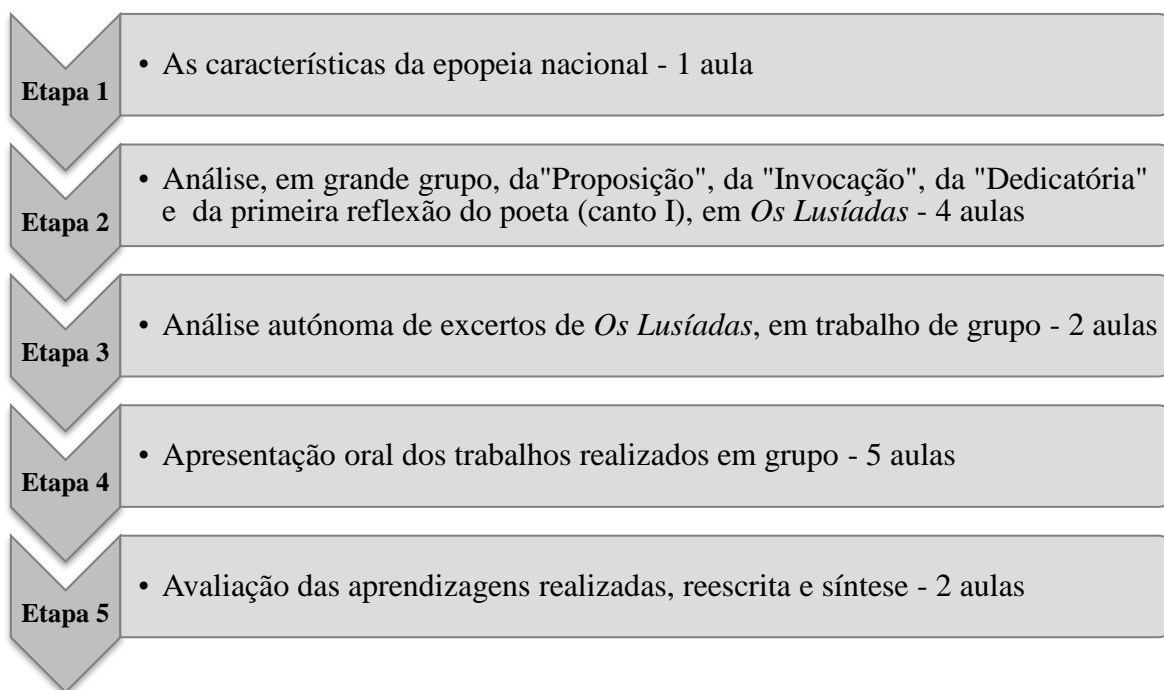 Etapa 1
• As características da epopeia nacional - 1 aula
Etapa 2
• Análise, em grande grupo, da"Proposição", da "Invocação", da "Dedicatória"
e da primeira reflexão do poeta (canto I), em Os Lusíadas - 4 aulas
Etapa 3
• Análise autónoma de excertos de Os Lusíadas, em trabalho de grupo - 2 aulas
Etapa 4
• Apresentação oral dos trabalhos realizados em grupo - 5 aulas
Etapa 5
• Avaliação das aprendizagens realizadas, reescrita e síntese - 2 aulas